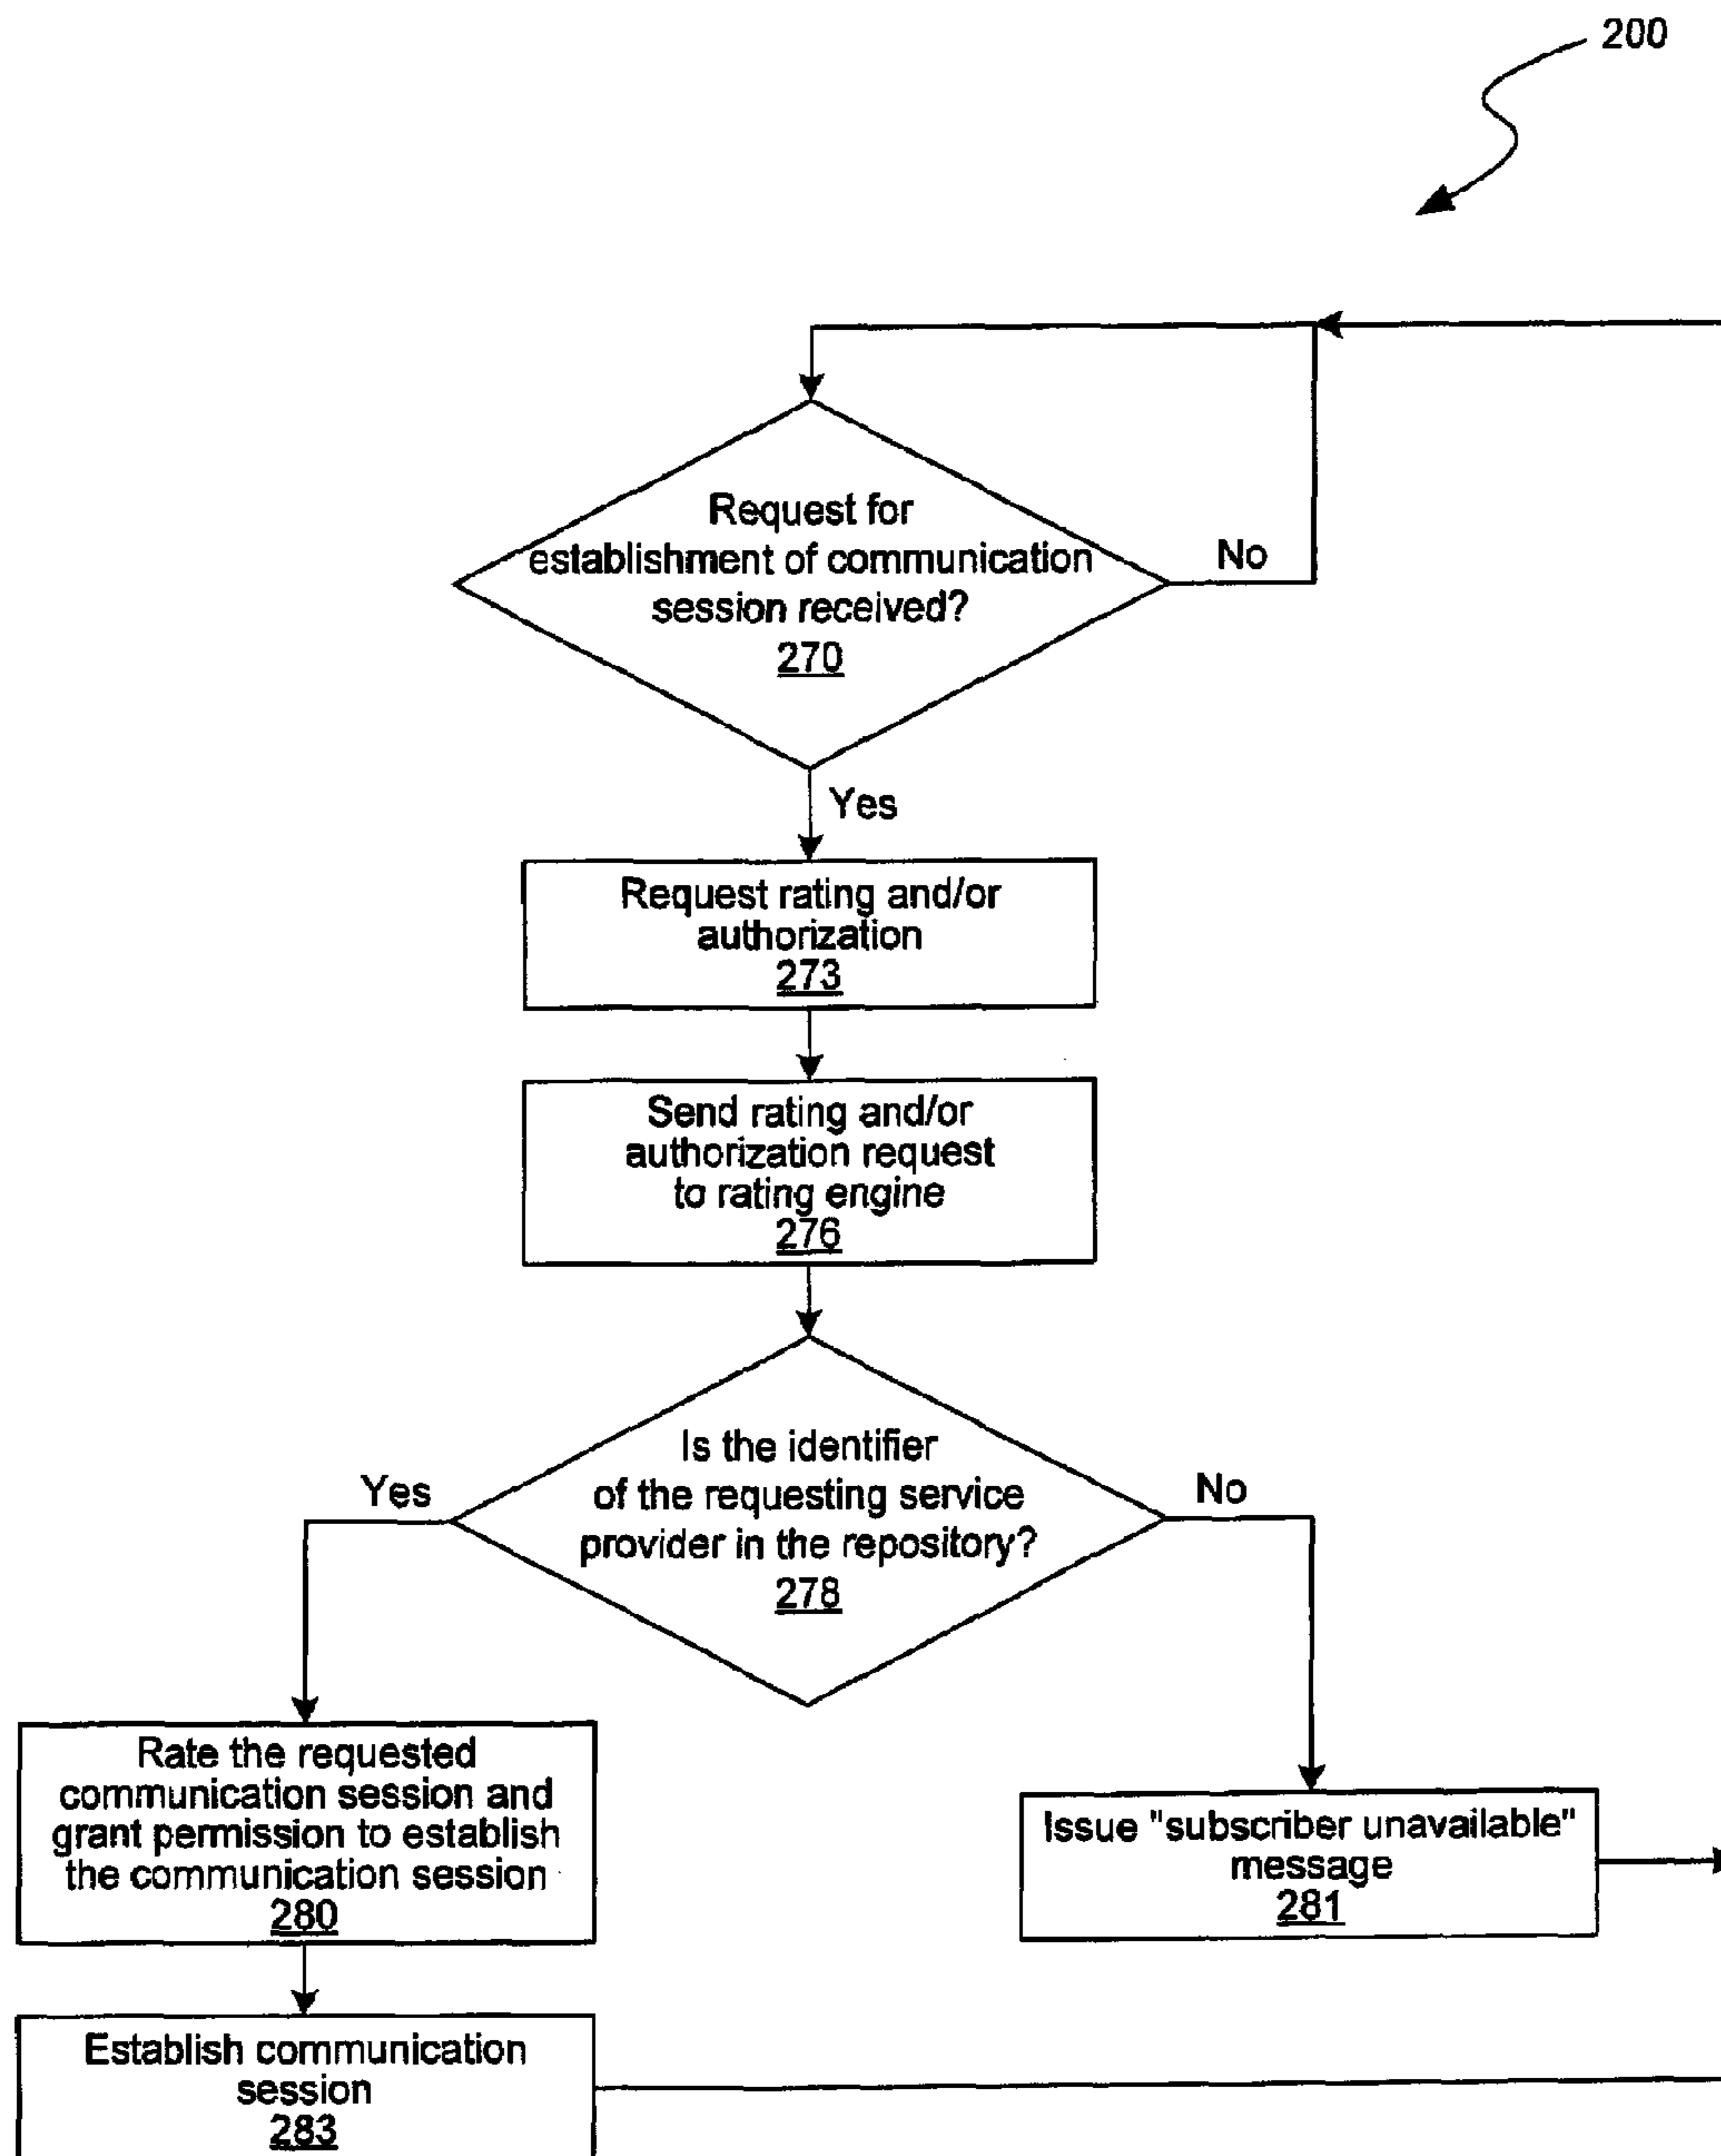 200
Request for
establishment of communication
session received?
270
No
Yes
Request rating and/or
authorization
273
Send rating and/or
authorization request
to rating engine
276
Is the identifier
of the requesting service
provider in the repository?
278
Yes
No
Rate the requested
communication session and
grant permission to establish
the communication session
280
Issue "subscriber unavailable"
message
281
Establish communication
session
283